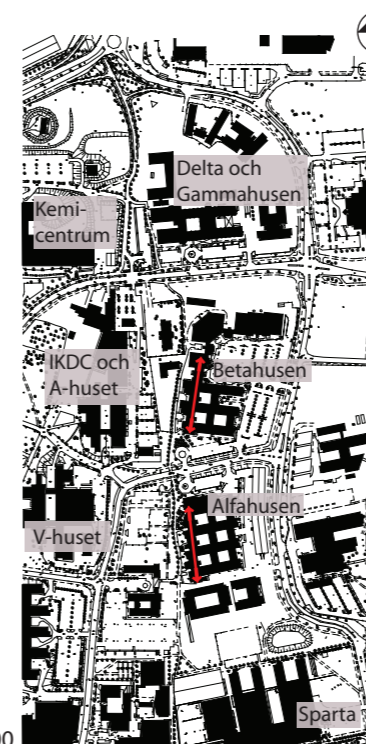 Delta och
Gammahusen
Kemi-
centrum
IKDC och
A-huset
Betahusen
Alfahusen
V-huset
Sparta